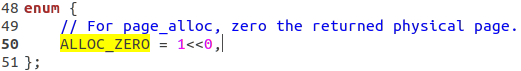 48 enum {
49     // For page_alloc, zero the returned physical page.
50     ALLOC_ZERO = 1<<0,
51 };